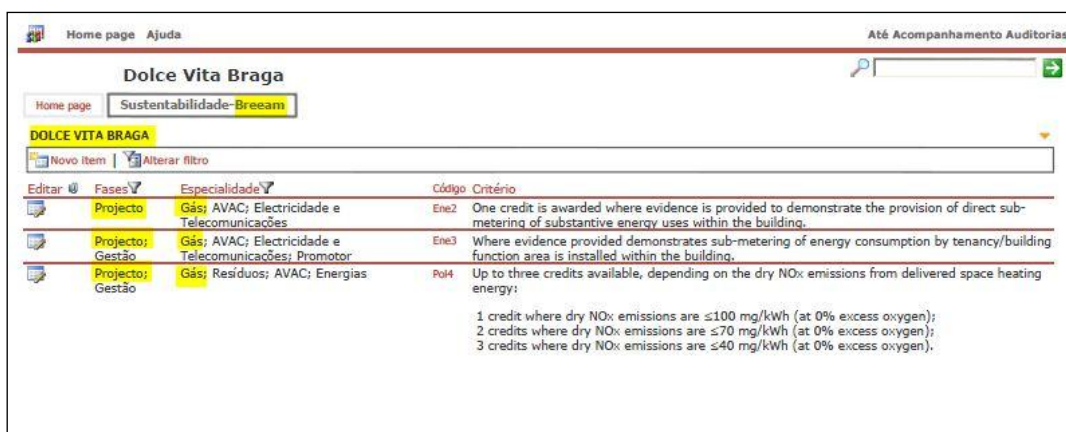 Home page Ajuda Até Acompanhamento Auditorias
Dolce Vita Braga
Home page Sustentabilidade-Breeam
DOLCE VITA BRAGA
Novo item | Alterar filtro
Editar Fases Especialidade Código Critério
Projecto Gás; AVAC; Electricidade e Ene2 One credit is awarded where evidence is provided to demonstrate the provision of direct sub-
Telecomunicações metering of substantive energy uses within the building.
Projecto; Gás; AVAC; Electricidade e Ene3 Where evidence provided demonstrates sub-metering of energy consumption by tenancy/building
Gestão Telecomunicações; Promotor function area is installed within the building.
Projecto; Gás; Resíduos; AVAC; Energias Pol4 Up to three credits available, depending on the dry NOx emissions from delivered space heating
Gestão energy:
1 credit where dry NOx emissions are ≤100 mg/kWh (at 0% excess oxygen);
2 credits where dry NOx emissions are ≤70 mg/kWh (at 0% excess oxygen);
3 credits where dry NOx emissions are ≤40 mg/kWh (at 0% excess oxygen).